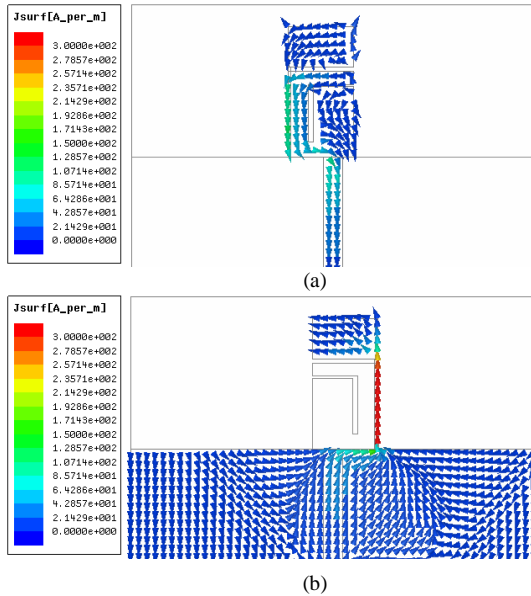 Jsurf[A_per_m]
3.0000e+002
2.7857e+002
2.5714e+002
2.3571e+002
2.1429e+002
1.9286e+002
1.7143e+002
1.5000e+002
1.2857e+002
1.0714e+002
8.5714e+001
6.4286e+001
4.2857e+001
2.1429e+001
0.0000e+000
(a)
Jsurf[A_per_m]
3.0000e+002
2.7857e+002
2.5714e+002
2.3571e+002
2.1429e+002
1.9286e+002
1.7143e+002
1.5000e+002
1.2857e+002
1.0714e+002
8.5714e+001
6.4286e+001
4.2857e+001
2.1429e+001
0.0000e+000
(b)